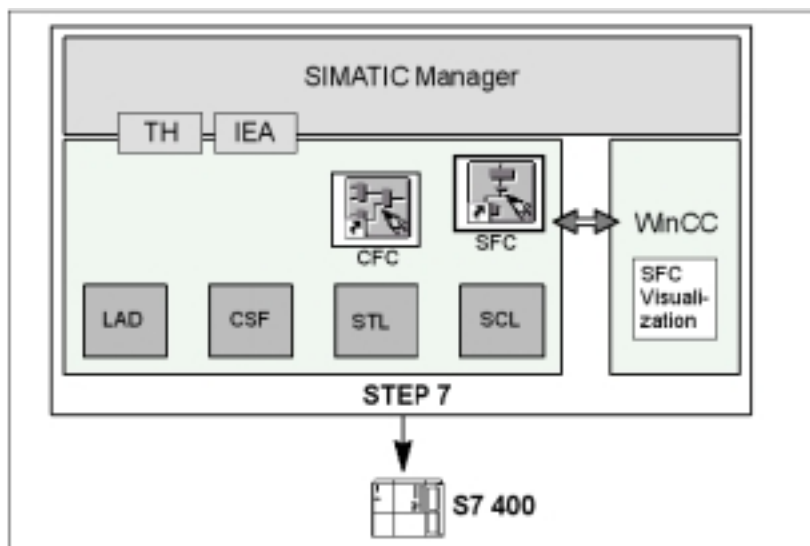 SIMATIC Manager
TH
IEA
CFC
SFC
WinCC
SFC
Visuali-
zation
LAD
CSF
STL
SCL
STEP 7
S7 400